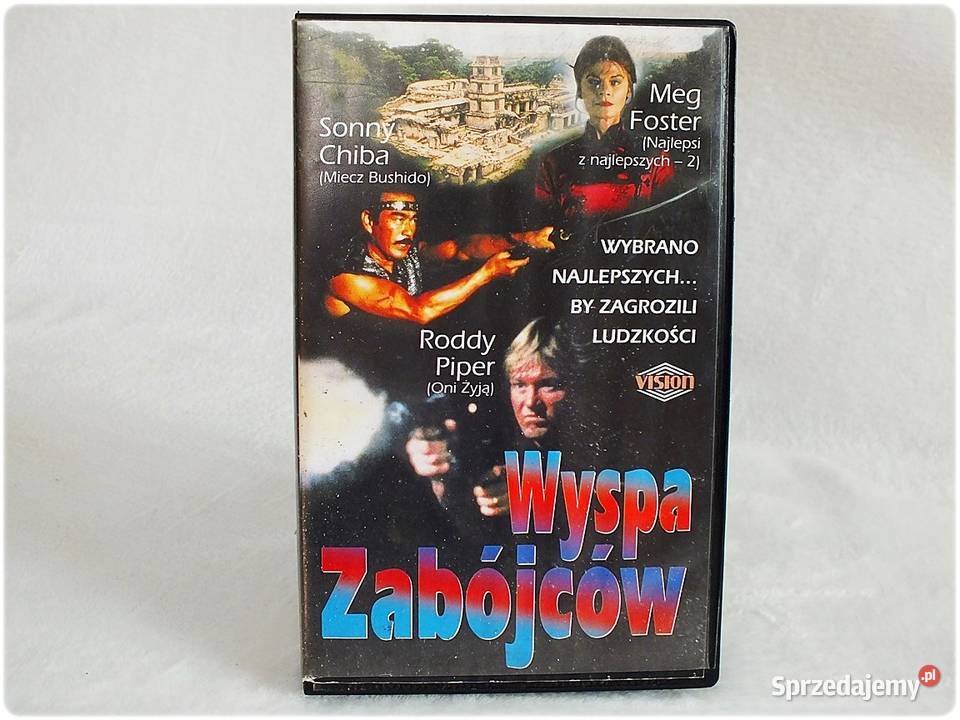 Meg
Foster
(Najlepsi
z najlepszych – 2)
Sonny
Chiba
(Miecz Bushido)
WYBRANO
NAJLEPSZYCH...
BY ZAGROZILI
LUDZKOŚCI
Roddy
Piper
(Oni Żyją)
VISION
Wyspa
Zabójców
Sprzedajemy.pl